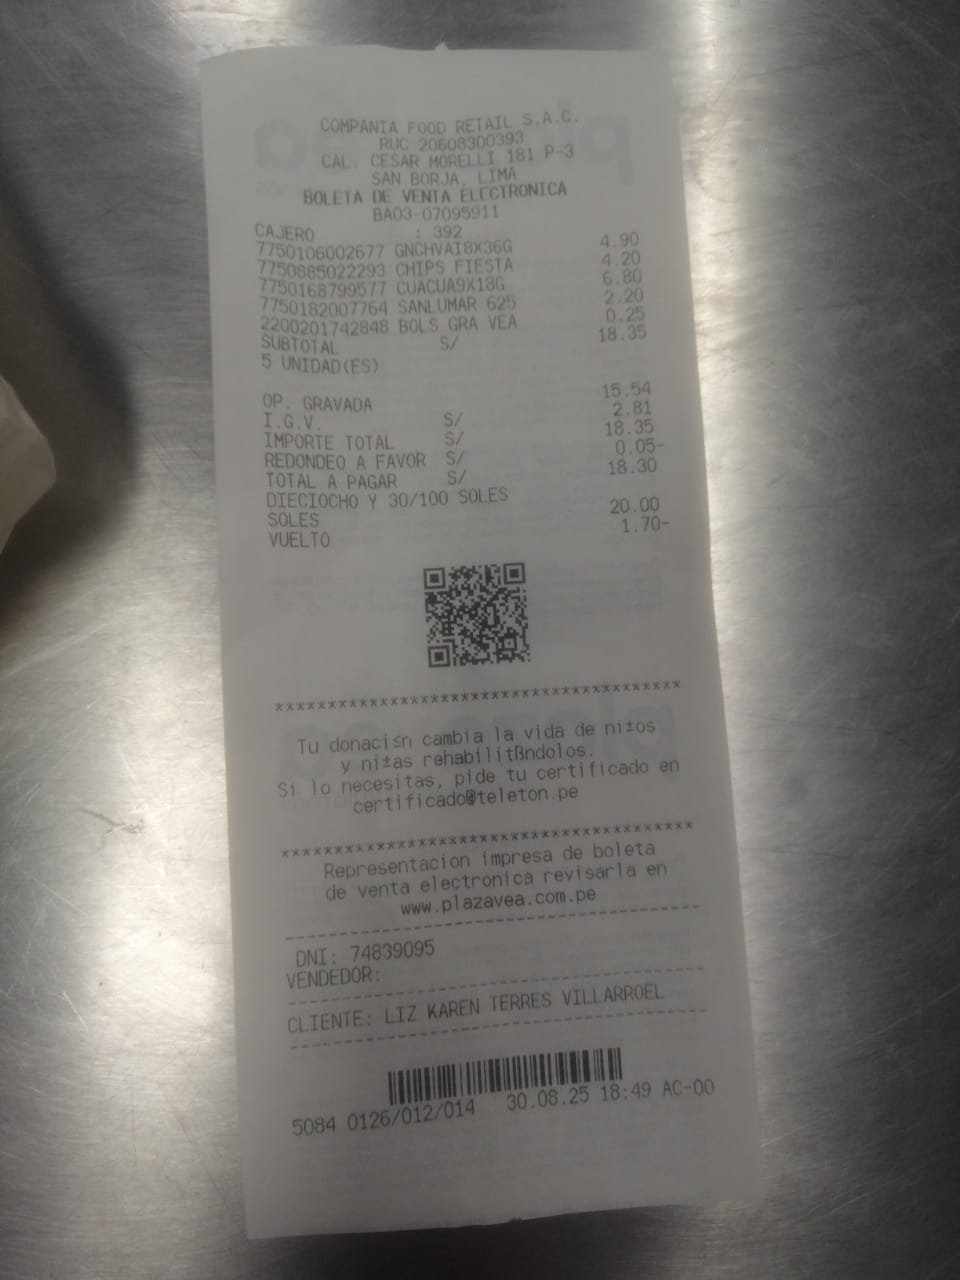 COMPANIA FOOD RETAIL S.A.C.
RUC 20608300393
CAL. CESAR MORELLI 181 P-3
SAN BORJA, LIMA
BOLETA DE VENTA ELECTRONICA
BA03-07095911
CAJERO : 392
7750106002677 GNCHVAI8X36G 4.90
7750885022293 CHIPS FIESTA 4.20
7750168799577 CUACUA9X18G 6.80
7750182007764 SANLUMAR 625 2.20
2200201742848 BOLS GRA VEA 0.25
SUBTOTAL S/ 18.35
5 UNIDAD(ES)
OP. GRAVADA 15.54
I.G.V. S/ 2.81
IMPORTE TOTAL S/ 18.35
REDONDEO A FAVOR S/ 0.05-
TOTAL A PAGAR S/ 18.30
DIECIOCHO Y 30/100 SOLES
SOLES 20.00
VUELTO 1.70-
***************************************
Tu donaciסn cambia la vida de ni±os
y ni±as rehabilitßndolos.
Si lo necesitas, pide tu certificado en
certificado@teleton.pe
***************************************
Representacion impresa de boleta
de venta electronica revisarla en
www.plazavea.com.pe
DNI: 74839095
VENDEDOR:
CLIENTE: LIZ KAREN TERRES VILLARROEL
5084 0126/012/014 30.08.25 18:49 AC-00